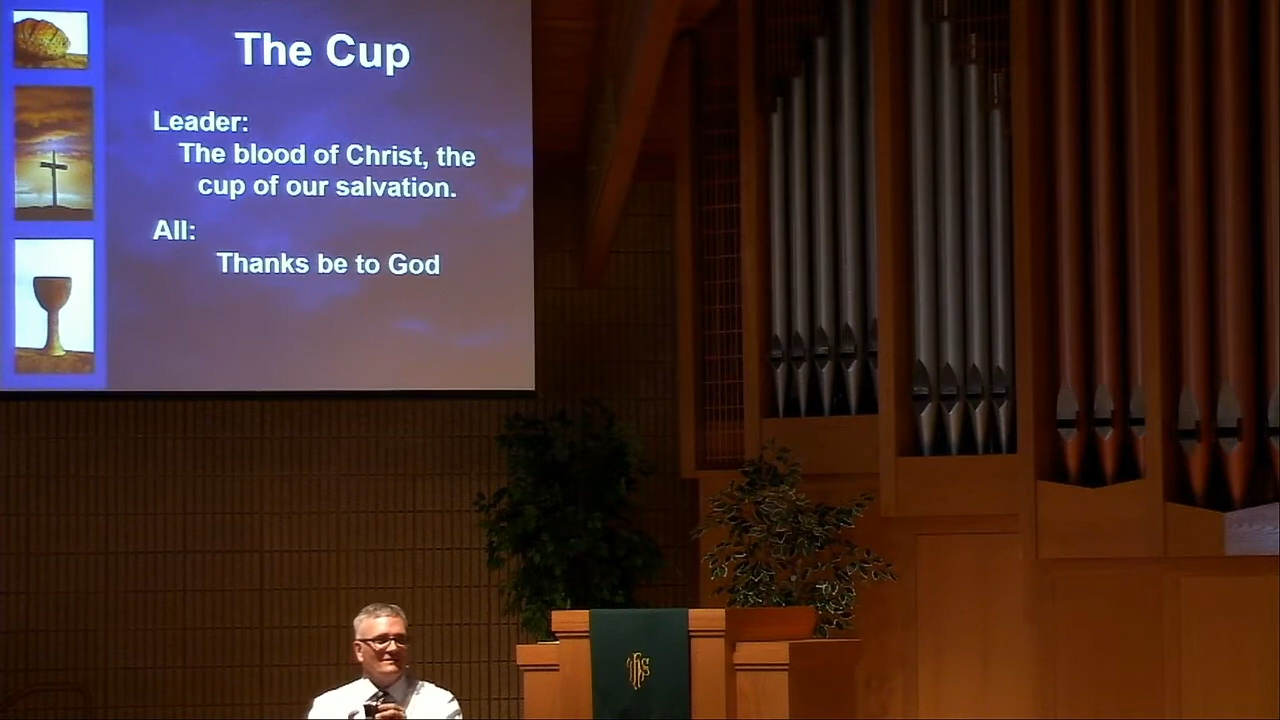 The Cup
Leader:
The blood of Christ, the
cup of our salvation.
All:
Thanks be to God
IHS